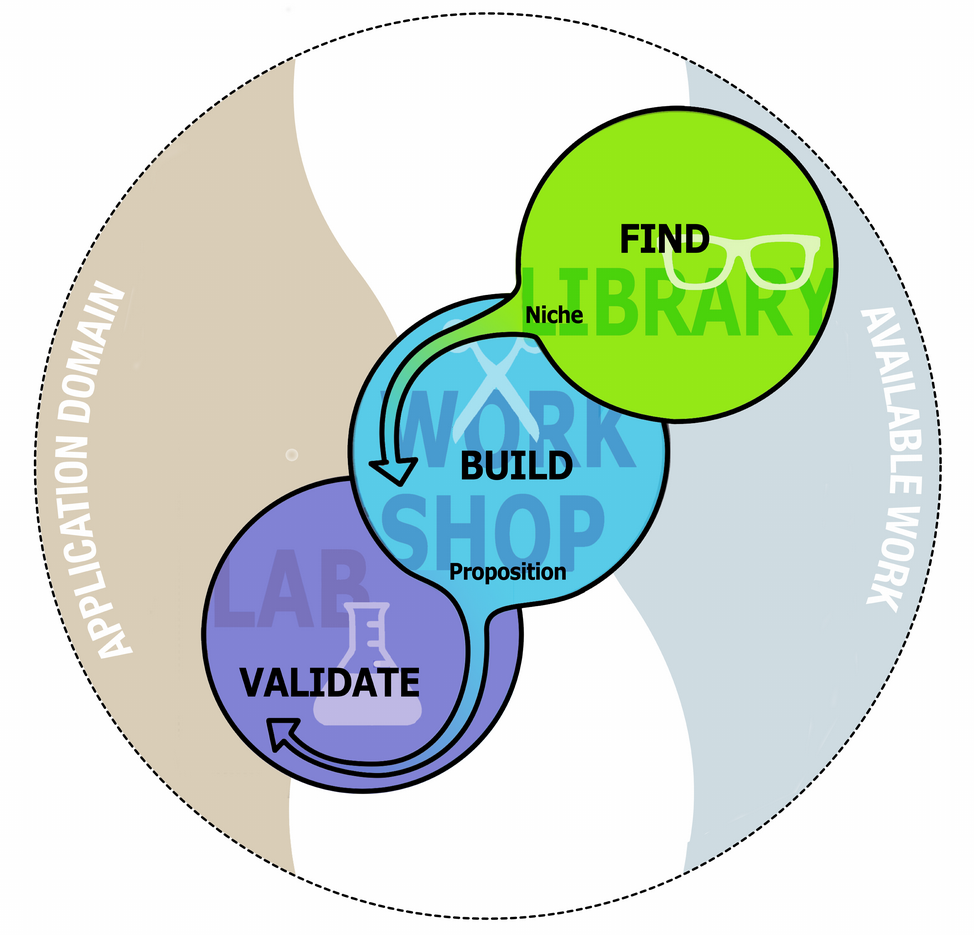 FIND
LIBRARY
Niche
WORK
BUILD
SHOP
Proposition
LAB
VALIDATE
APPLICATION DOMAIN
AVAILABLE WORK